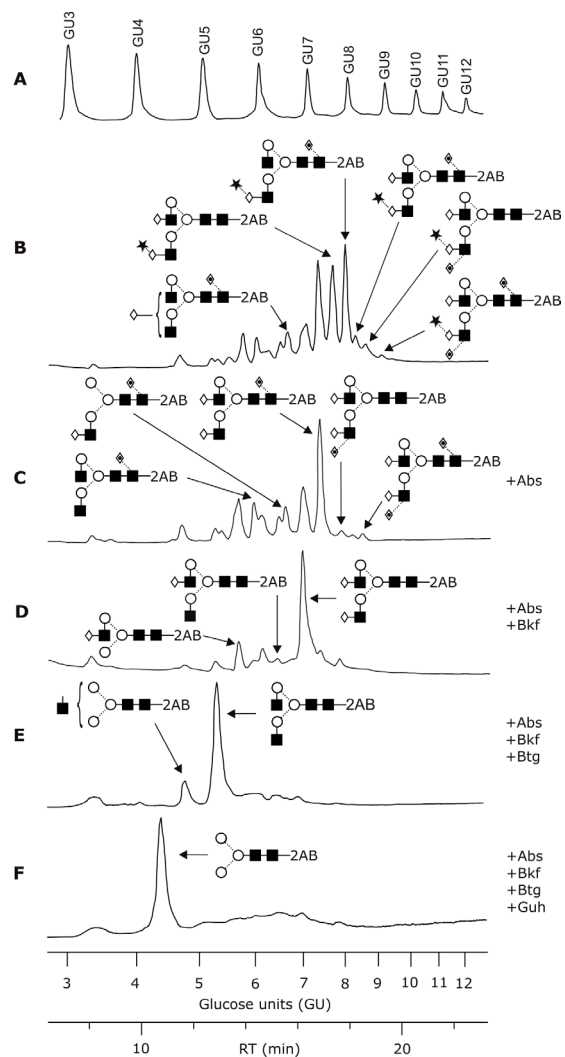 GU3 GU4 GU5 GU6 GU7 GU8 GU9 GU10 GU11 GU12
A
2AB
2AB
2AB
2AB
B
2AB
2AB
2AB
2AB
2AB
2AB
2AB
C
2AB
+Abs
2AB
2AB
D
2AB
+Abs
+Bkf
2AB
2AB
E
+Abs
+Bkf
+Btg
2AB
F
+Abs
+Bkf
+Btg
+Guh
3 4 5 6 7 8 9 10 11 12
Glucose units (GU)
10 RT (min) 20